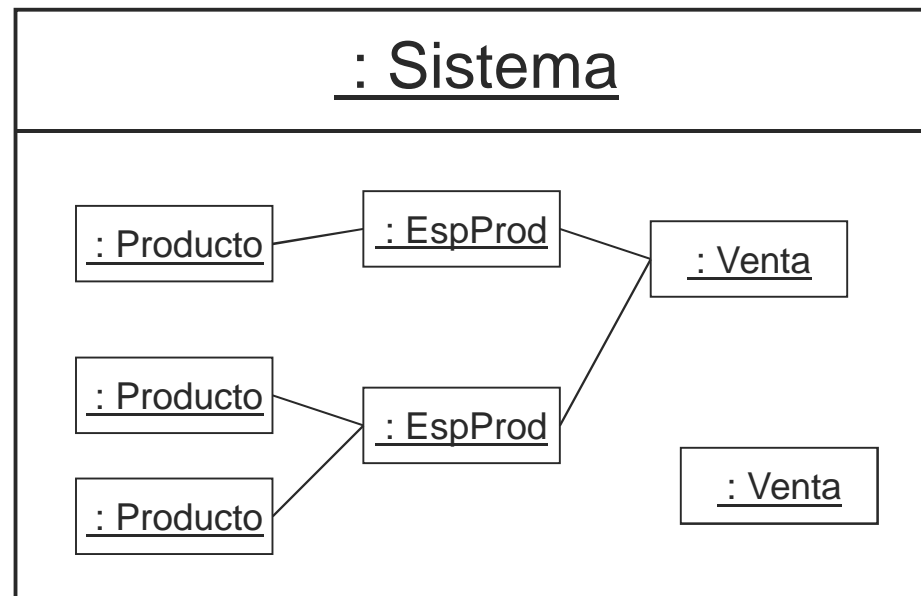 : Sistema
: Producto
: EspProd
: Venta
: Producto
: EspProd
: Producto
: Venta